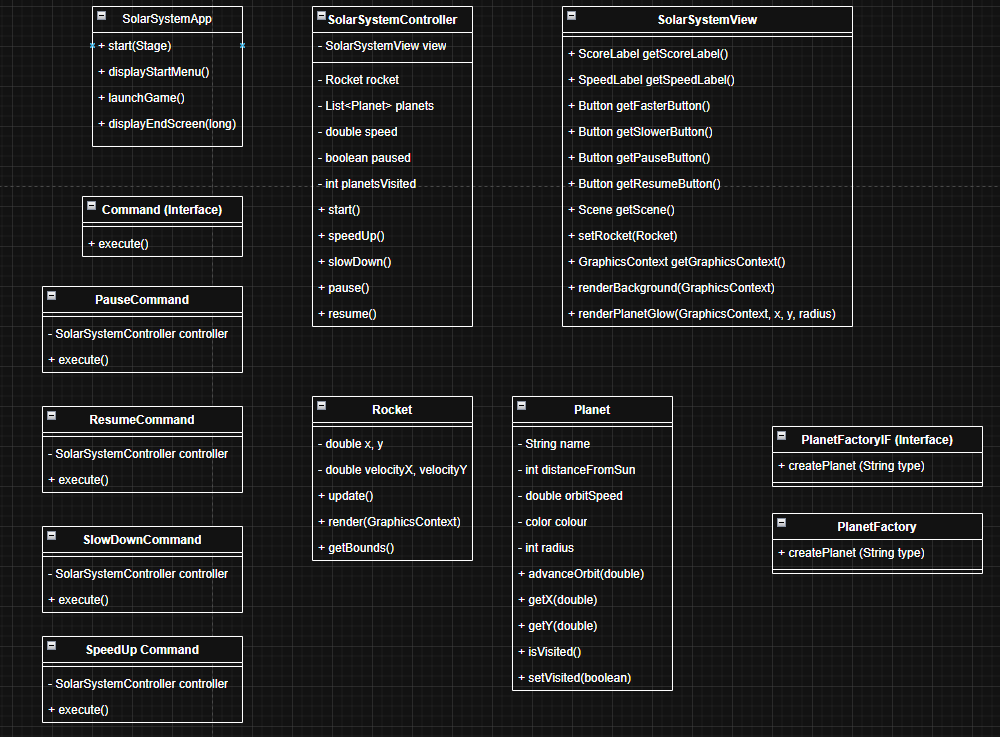 SolarSystemApp
+ start(Stage)
+ displayStartMenu()
+ launchGame()
+ displayEndScreen(long)
SolarSystemController
- SolarSystemView view
- Rocket rocket
- List<Planet> planets
- double speed
- boolean paused
- int planetsVisited
+ start()
+ speedUp()
+ slowDown()
+ pause()
+ resume()
SolarSystemView
+ ScoreLabel getScoreLabel()
+ SpeedLabel getSpeedLabel()
+ Button getFasterButton()
+ Button getSlowerButton()
+ Button getPauseButton()
+ Button getResumeButton()
+ Scene getScene()
+ setRocket(Rocket)
+ GraphicsContext getGraphicsContext()
+ renderBackground(GraphicsContext)
+ renderPlanetGlow(GraphicsContext, x, y, radius)
Command (Interface)
+ execute()
PauseCommand
- SolarSystemController controller
+ execute()
ResumeCommand
- SolarSystemController controller
+ execute()
SlowDownCommand
- SolarSystemController controller
+ execute()
SpeedUp Command
- SolarSystemController controller
+ execute()
Rocket
- double x, y
- double velocityX, velocityY
+ update()
+ render(GraphicsContext)
+ getBounds()
Planet
- String name
- int distanceFromSun
- double orbitSpeed
- color colour
- int radius
+ advanceOrbit(double)
+ getX(double)
+ getY(double)
+ isVisited()
+ setVisited(boolean)
PlanetFactoryIF (Interface)
+ createPlanet (String type)
PlanetFactory
+ createPlanet (String type)